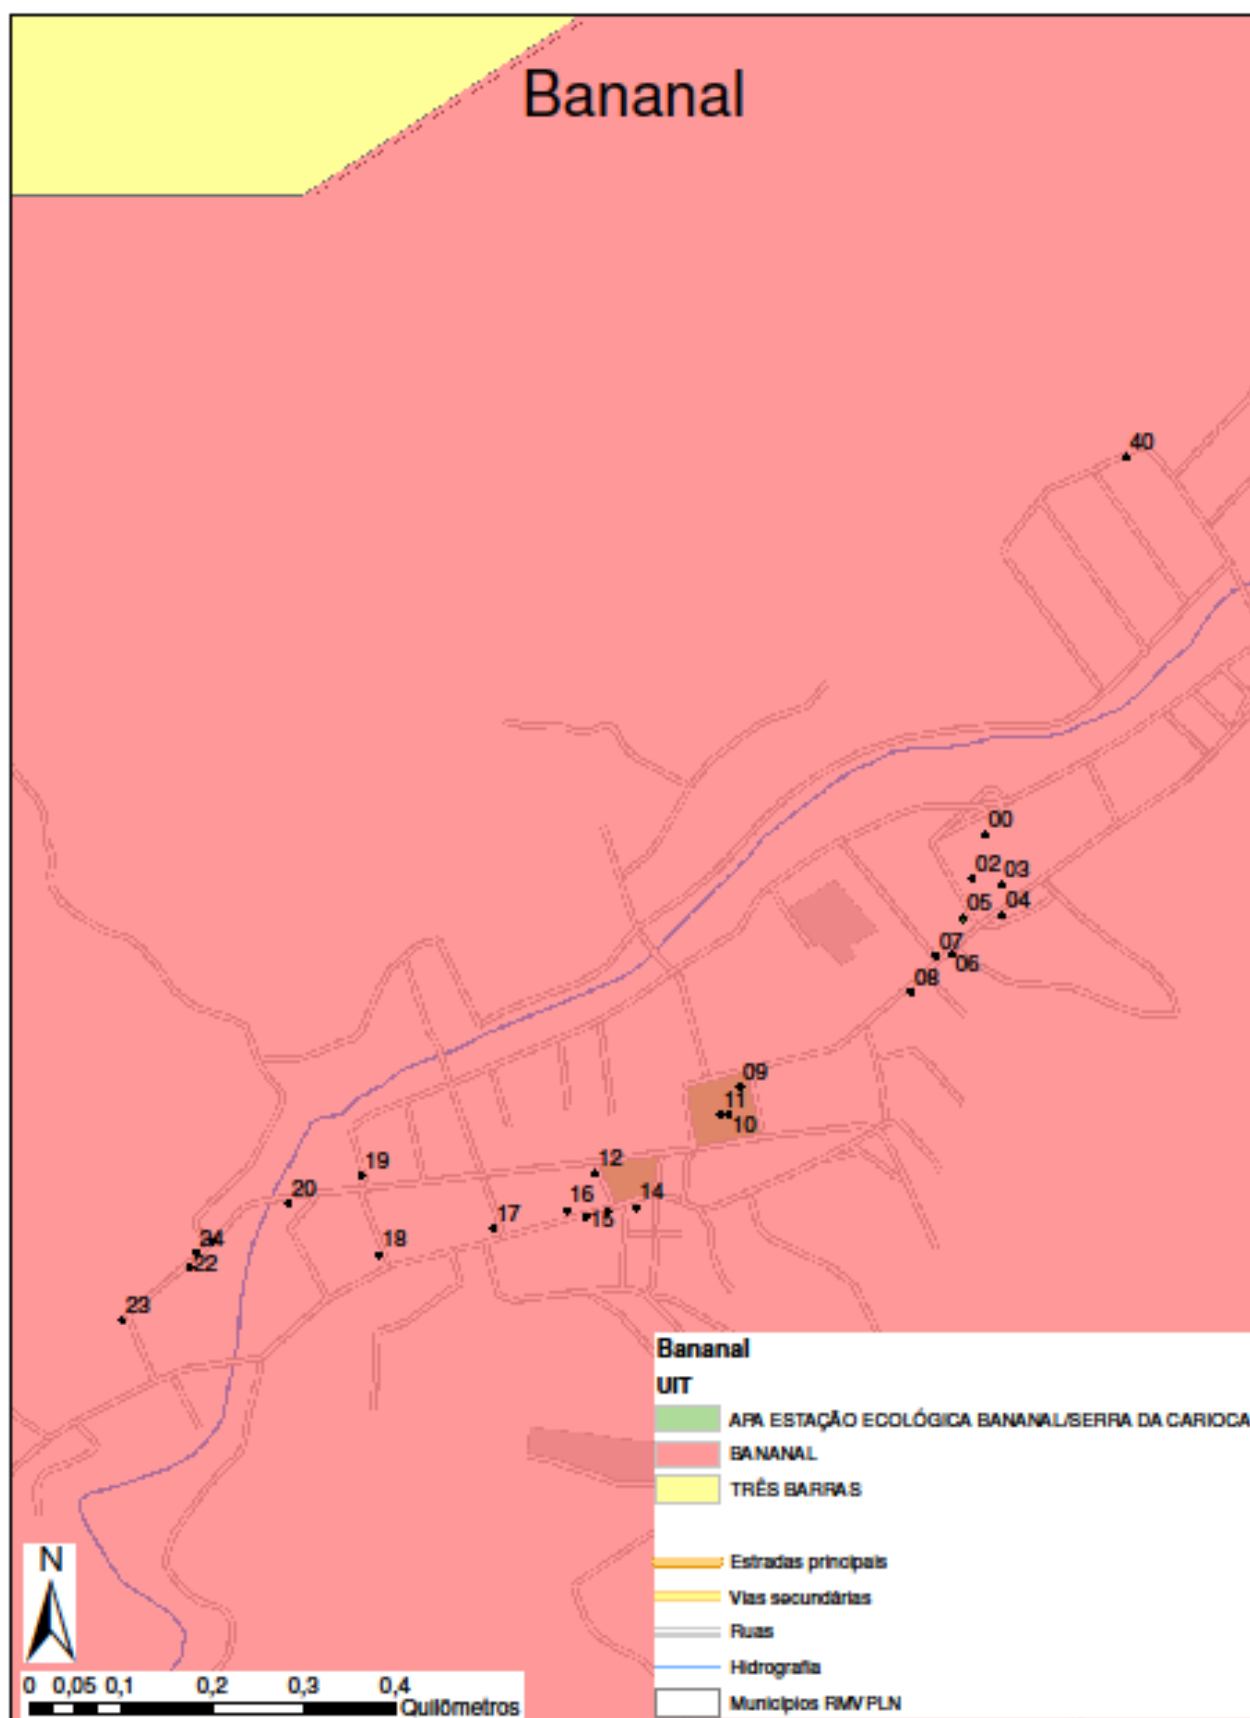 Bananal
40
00
02
03
05
04
07
06
08
09
11
10
12
19
20
16
14
15
17
18
24
22
23
Bananal
UIT
APA ESTAÇÃO ECOLÓGICA BANANAL/SERRA DA CARIOCA
BANANAL
TRÊS BARRAS
Estradas principais
Vias secundárias
Ruas
Hidrografia
Municípios RMVPLN
N
0 0,05 0,1 0,2 0,3 0,4
Quilômetros